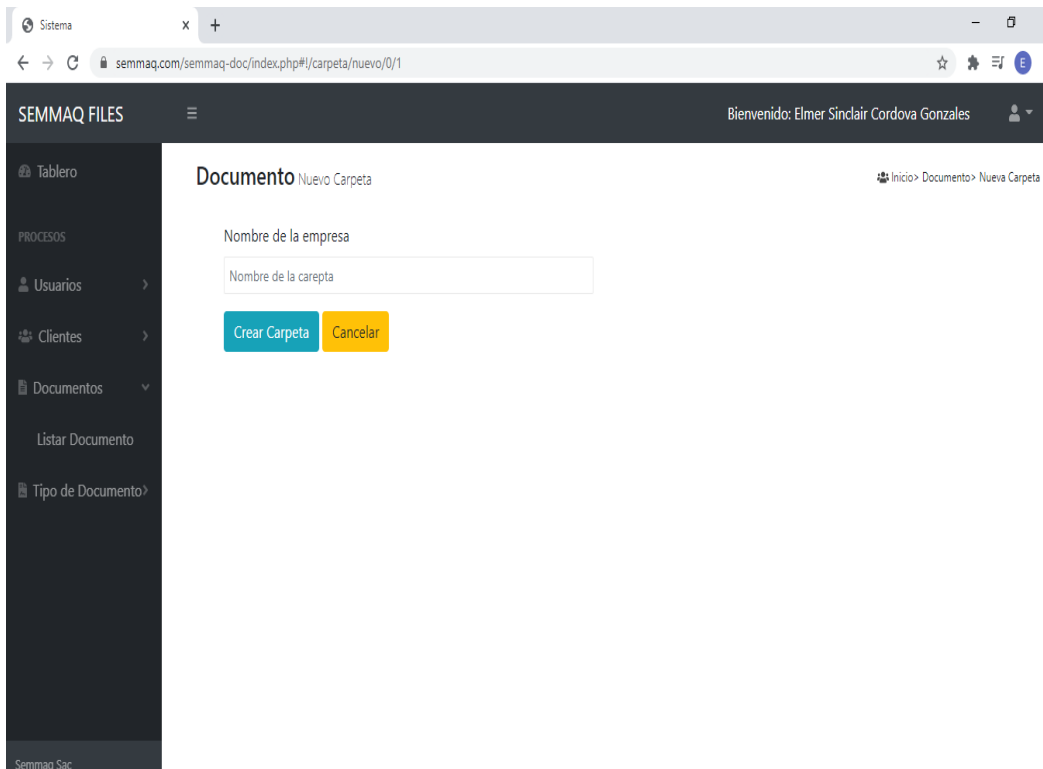 Sistema
semmaq.com/semmaq-doc/index.php#!/carpeta/nuevo/0/1
E
SEMMAQ FILES
Bienvenido: Elmer Sinclair Cordova Gonzales
Tablero
Documento Nuevo Carpeta
Inicio> Documento> Nueva Carpeta
PROCESOS
Nombre de la empresa
Usuarios
Nombre de la carepta
Clientes
Crear Carpeta
Cancelar
Documentos
Listar Documento
Tipo de Documento
Semmaq Sac